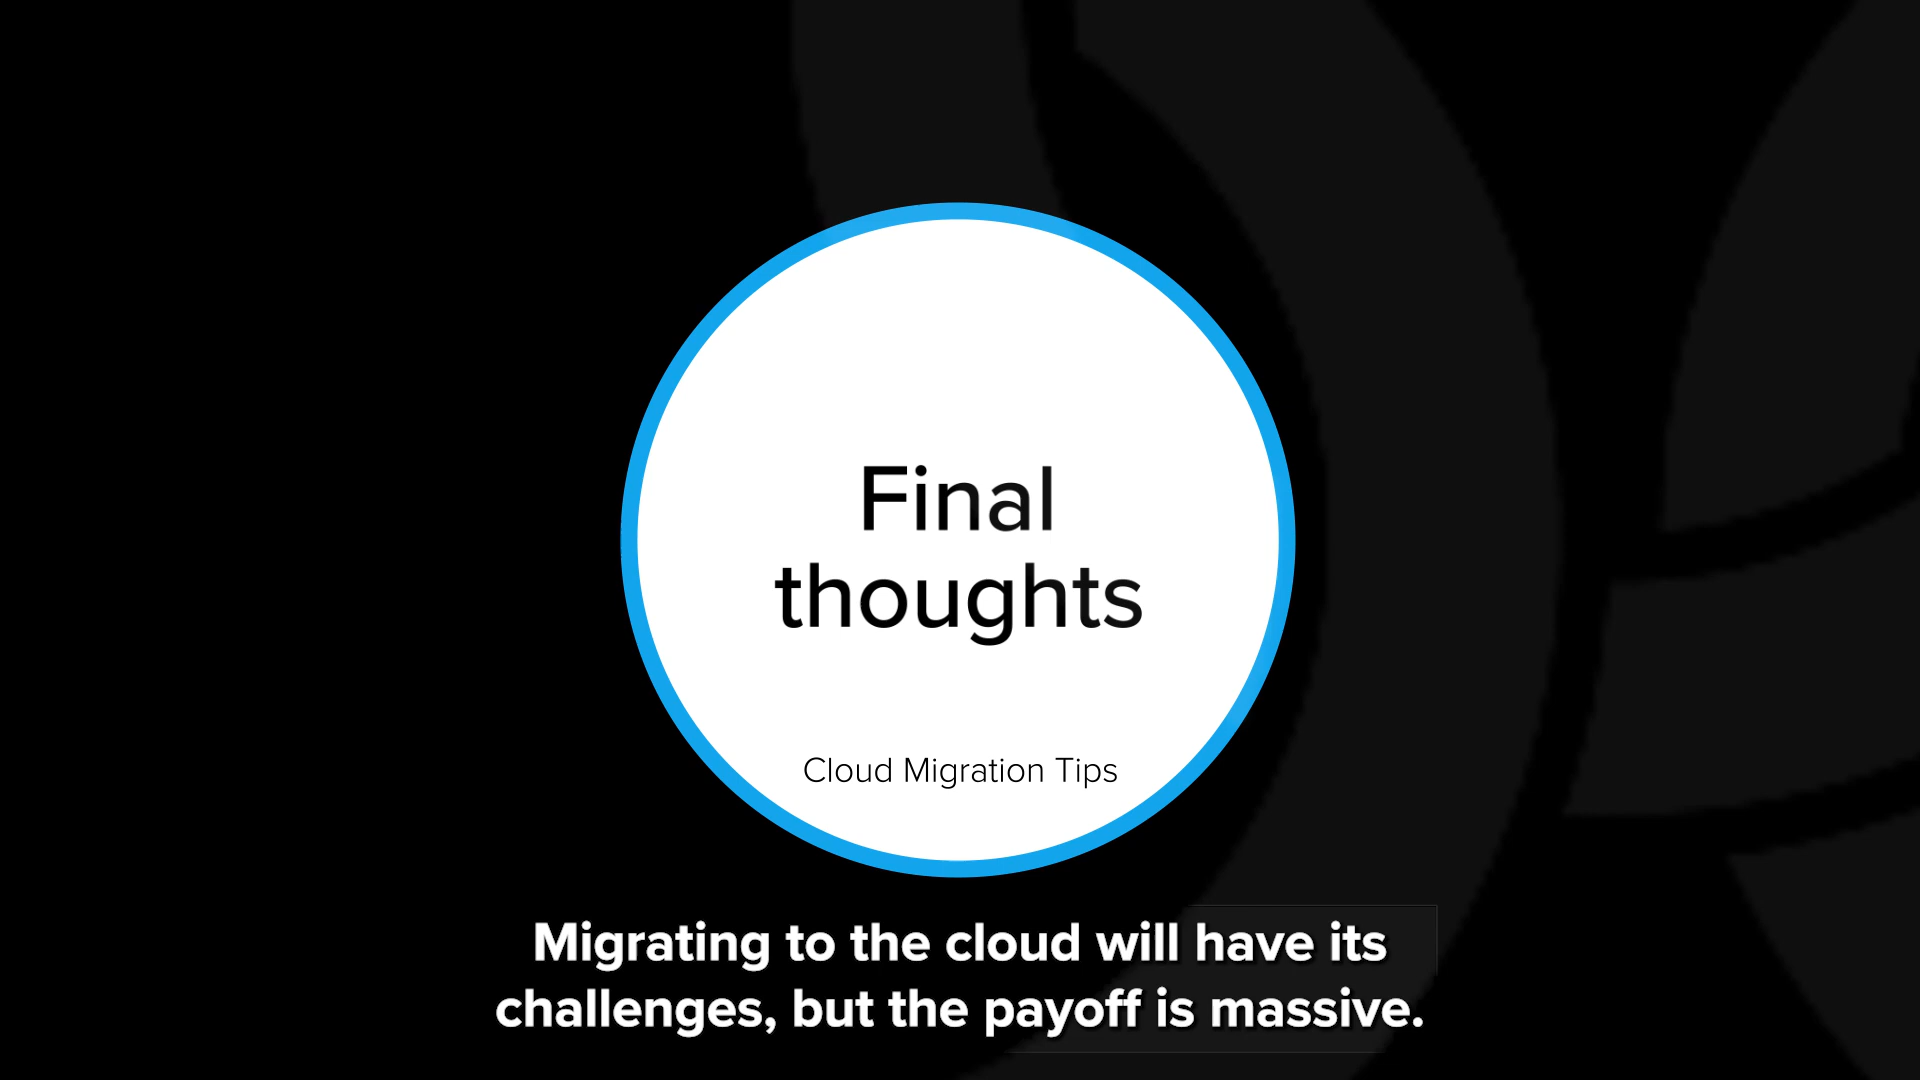 Final
thoughts
Cloud Migration Tips
Migrating to the cloud will have its
challenges, but the payoff is massive.